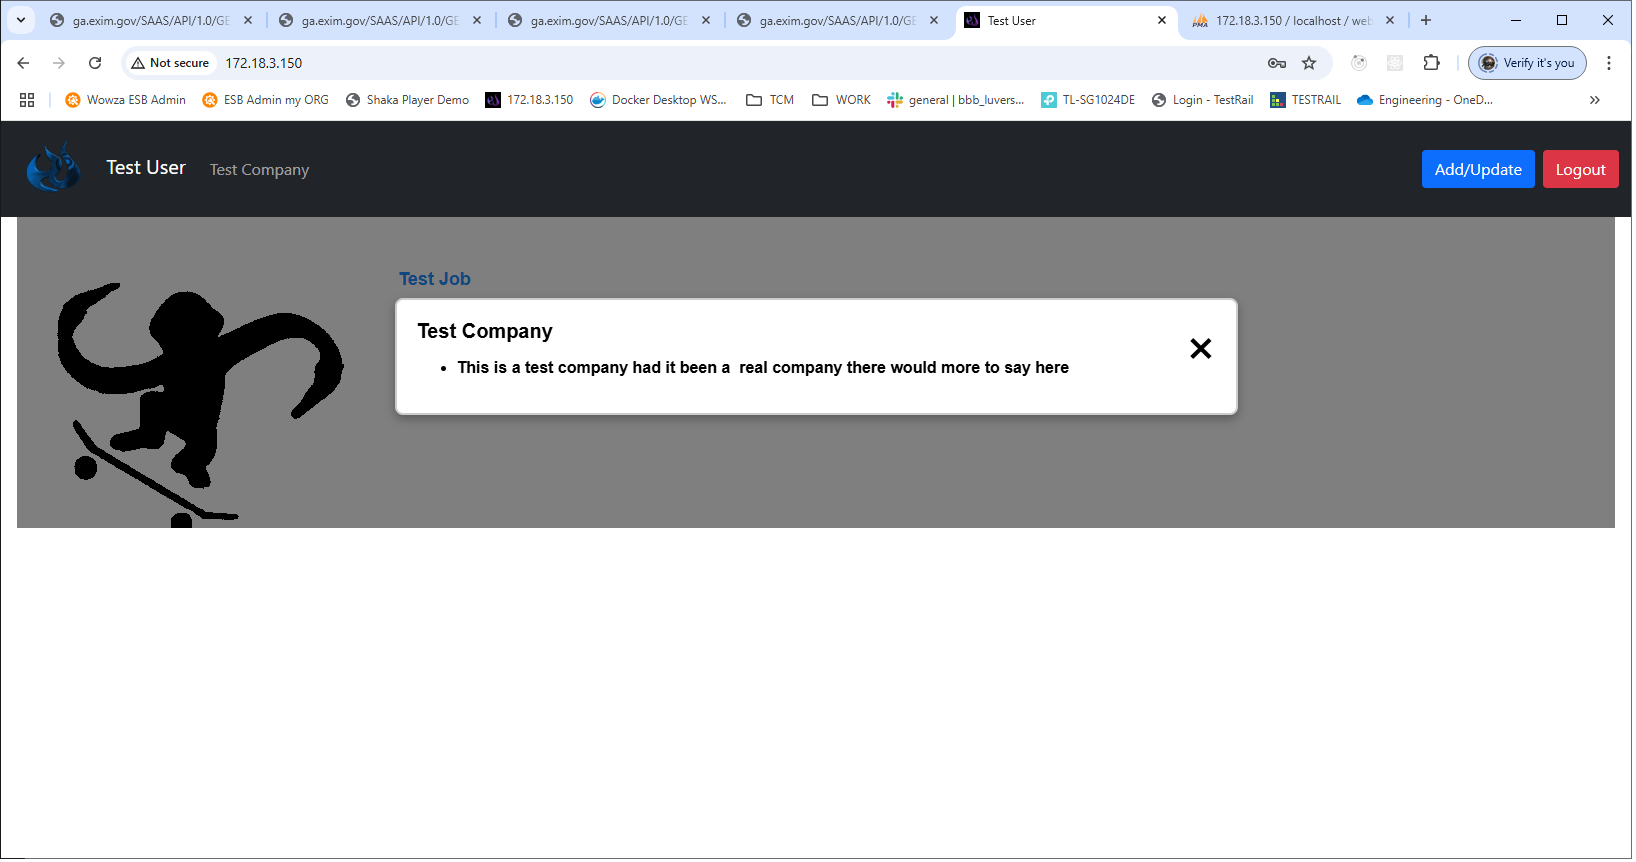 ga.exim.gov/SAAS/API/1.0/GE
ga.exim.gov/SAAS/API/1.0/GE
ga.exim.gov/SAAS/API/1.0/GE
ga.exim.gov/SAAS/API/1.0/GE
Test User
PMA
172.18.3.150 / localhost / web
Not secure
172.18.3.150
Verify it's you
Wowza ESB Admin
ESB Admin my ORG
Shaka Player Demo
172.18.3.150
Docker Desktop WS...
TCM
WORK
general | bbb_luvers...
TL-SG1024DE
Login - TestRail
TESTRAIL
Engineering - OneD...
Test User
Test Company
Add/Update
Logout
Test Job
Test Company
• This is a test company had it been a  real company there would more to say here